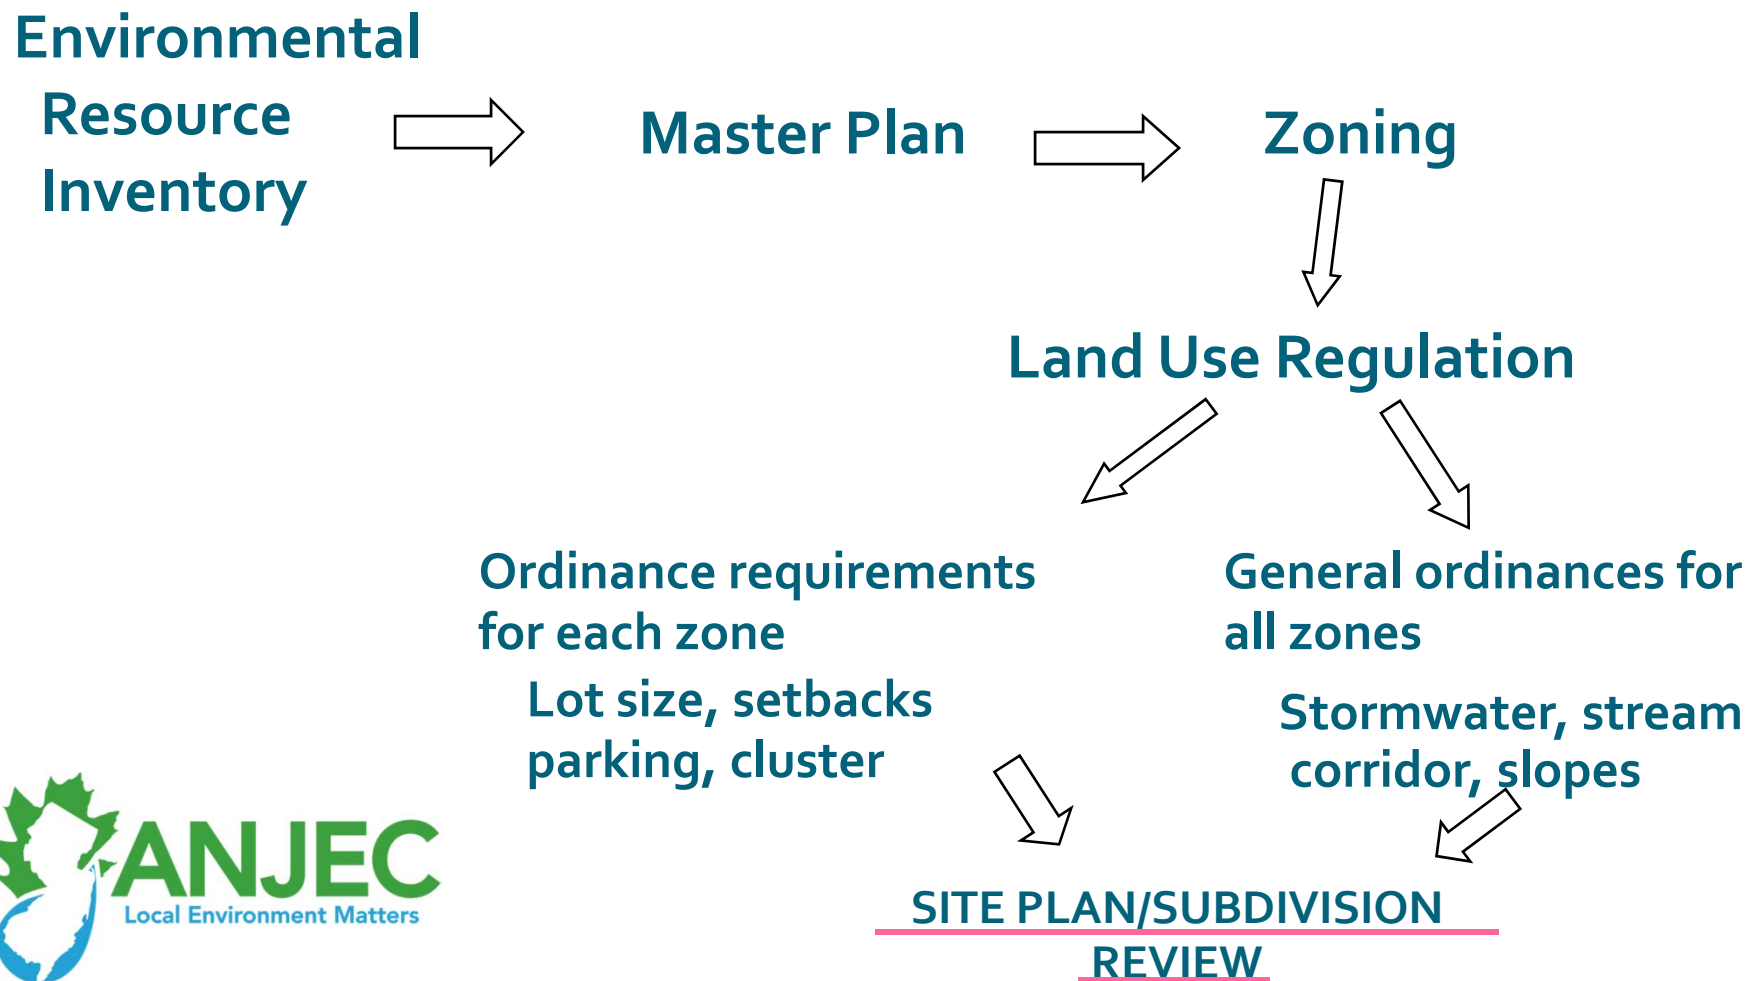 Environmental
Resource
Inventory
Master Plan
Zoning
Land Use Regulation
Ordinance requirements
for each zone
Lot size, setbacks
parking, cluster
General ordinances for
all zones
Stormwater, stream
corridor, slopes
SITE PLAN/SUBDIVISION
REVIEW
ANJEC
Local Environment Matters